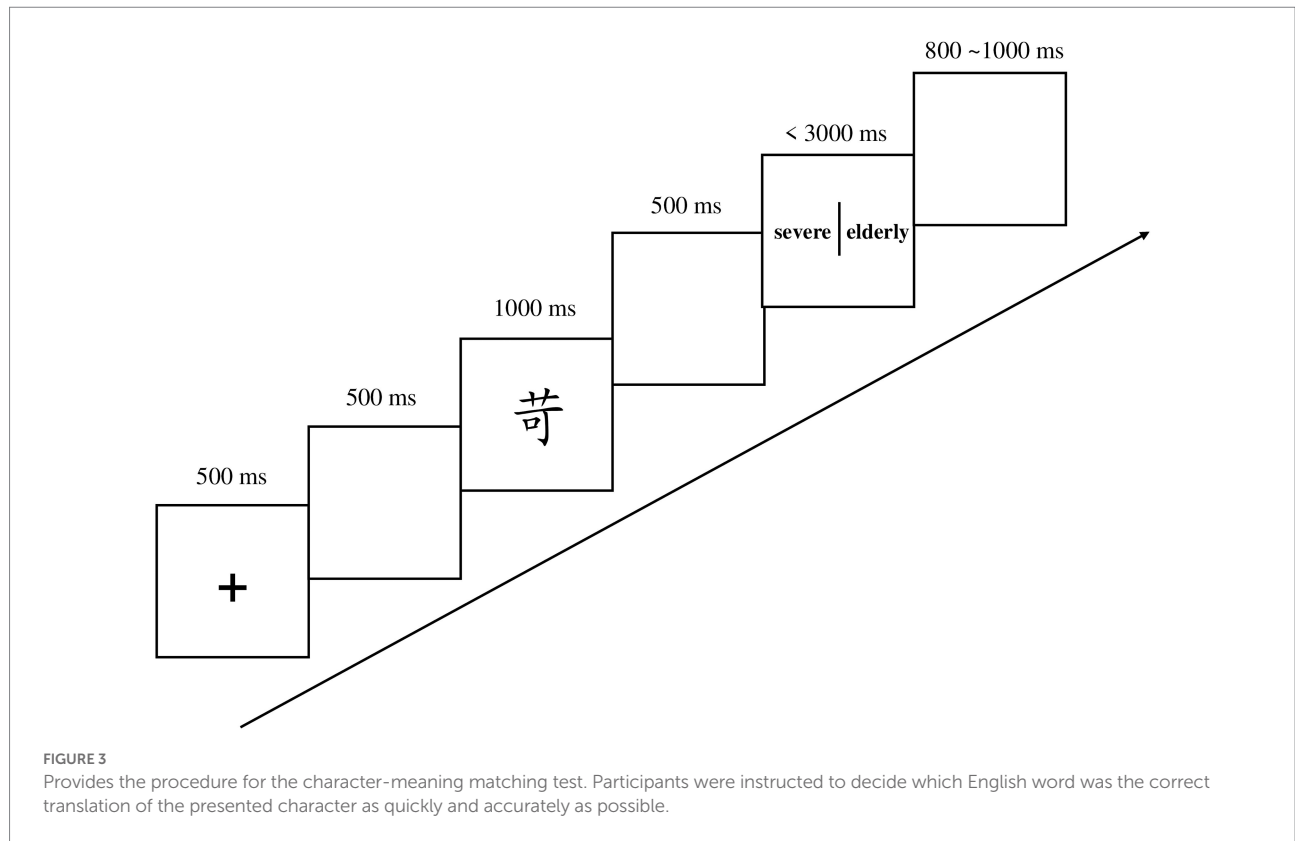 800 ~1000 ms
< 3000 ms
severe | elderly
500 ms
1000 ms
苛
500 ms
500 ms
+
FIGURE 3
Provides the procedure for the character-meaning matching test. Participants were instructed to decide which English word was the correct
translation of the presented character as quickly and accurately as possible.